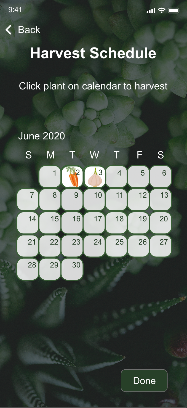 9:41
Back
Harvest Schedule
Click plant on calendar to harvest
June 2020
S M T W T F S
1 2 3 4 5 6
7 8 9 10 11 12 13
14 15 16 17 18 19 20
21 22 23 24 25 26 27
28 29 30
Done